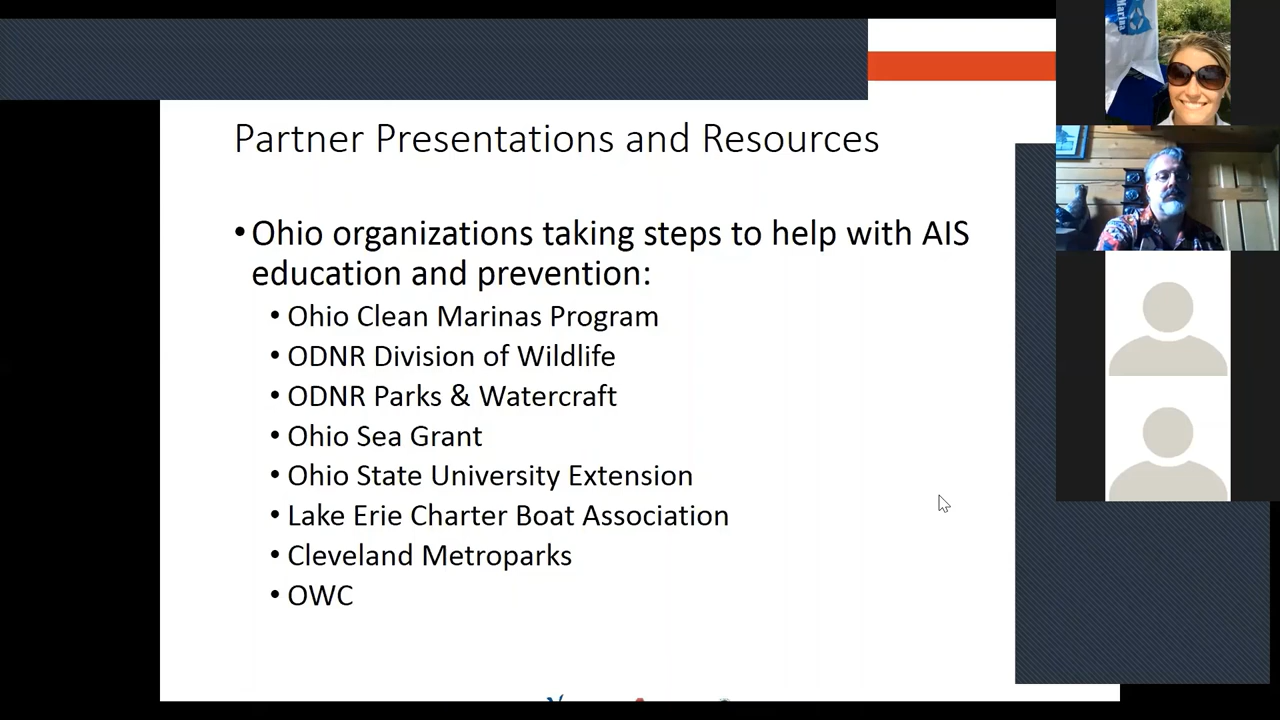 Partner Presentations and Resources
• Ohio organizations taking steps to help with AIS
education and prevention:
• Ohio Clean Marinas Program
• ODNR Division of Wildlife
• ODNR Parks & Watercraft
• Ohio Sea Grant
• Ohio State University Extension
• Lake Erie Charter Boat Association
• Cleveland Metroparks
• OWC
Marina